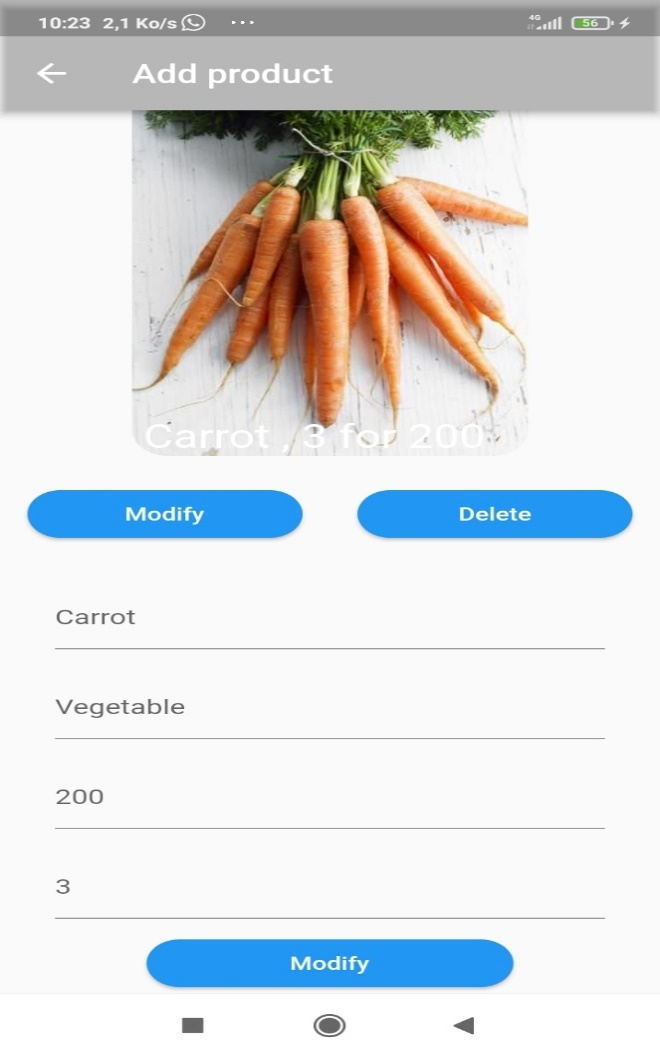 10:23 2,1 Ko/s ... 4G 56
Add product
Carrot , 3 for 200
Modify Delete
Carrot
Vegetable
200
3
Modify